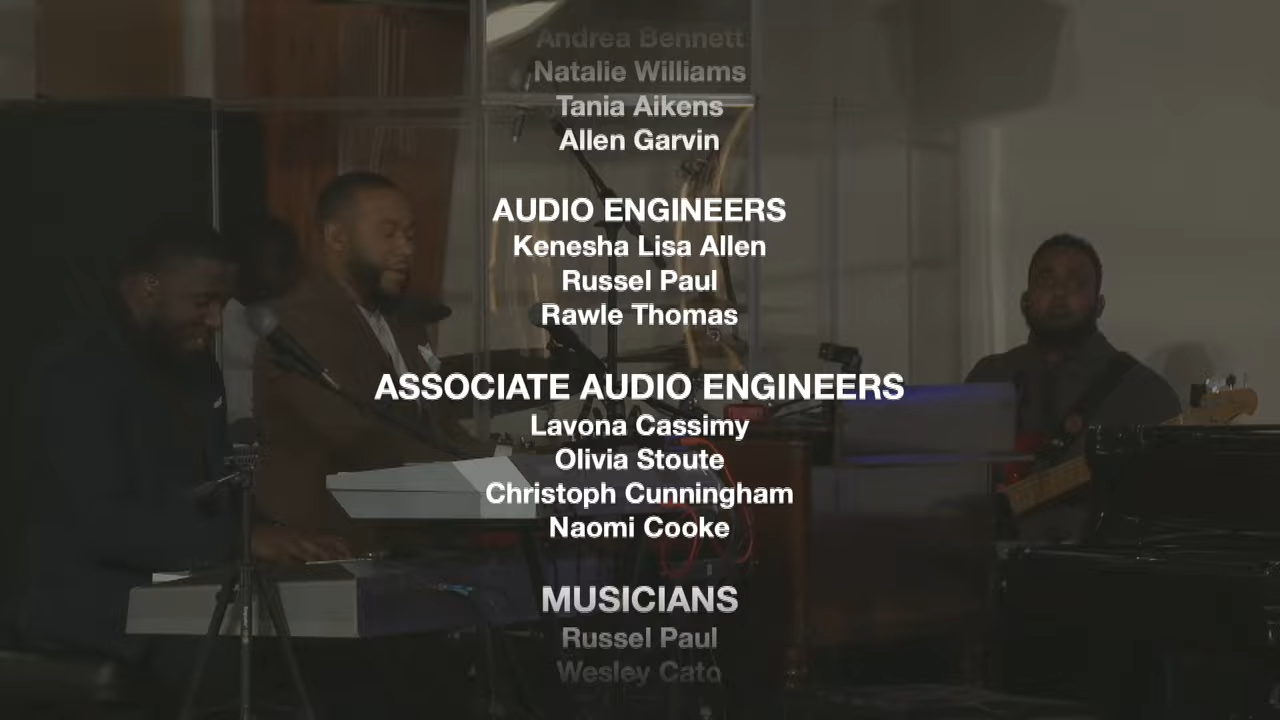 Andrea Bennett
Natalie Williams
Tania Aikens
Allen Garvin
AUDIO ENGINEERS
Kenesha Lisa Allen
Russel Paul
Rawle Thomas
ASSOCIATE AUDIO ENGINEERS
Lavona Cassimy
Olivia Stoute
Christoph Cunningham
Naomi Cooke
MUSICIANS
Russel Paul
Wesley Cato